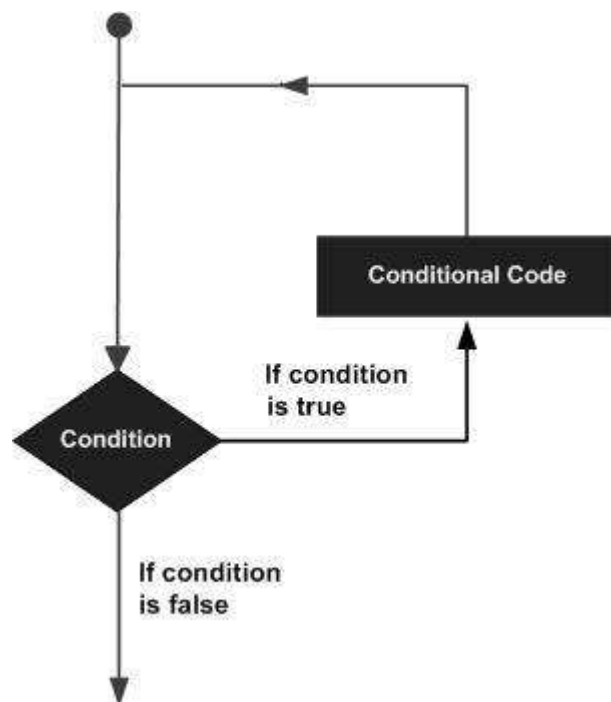 Conditional Code
If condition
is true
Condition
If condition
is false